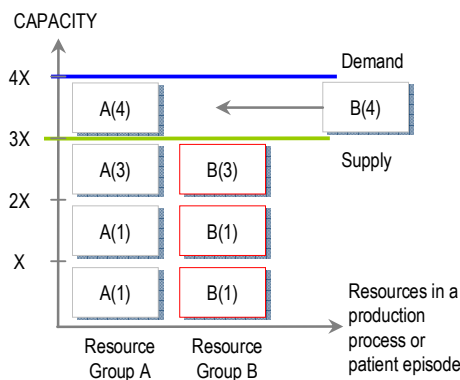 CAPACITY
4X
Demand
A(4)
B(4)
3X
Supply
A(3)
B(3)
2X
A(1)
B(1)
X
A(1)
B(1)
Resources in a
production
process or
patient episode
Resource
Group A
Resource
Group B